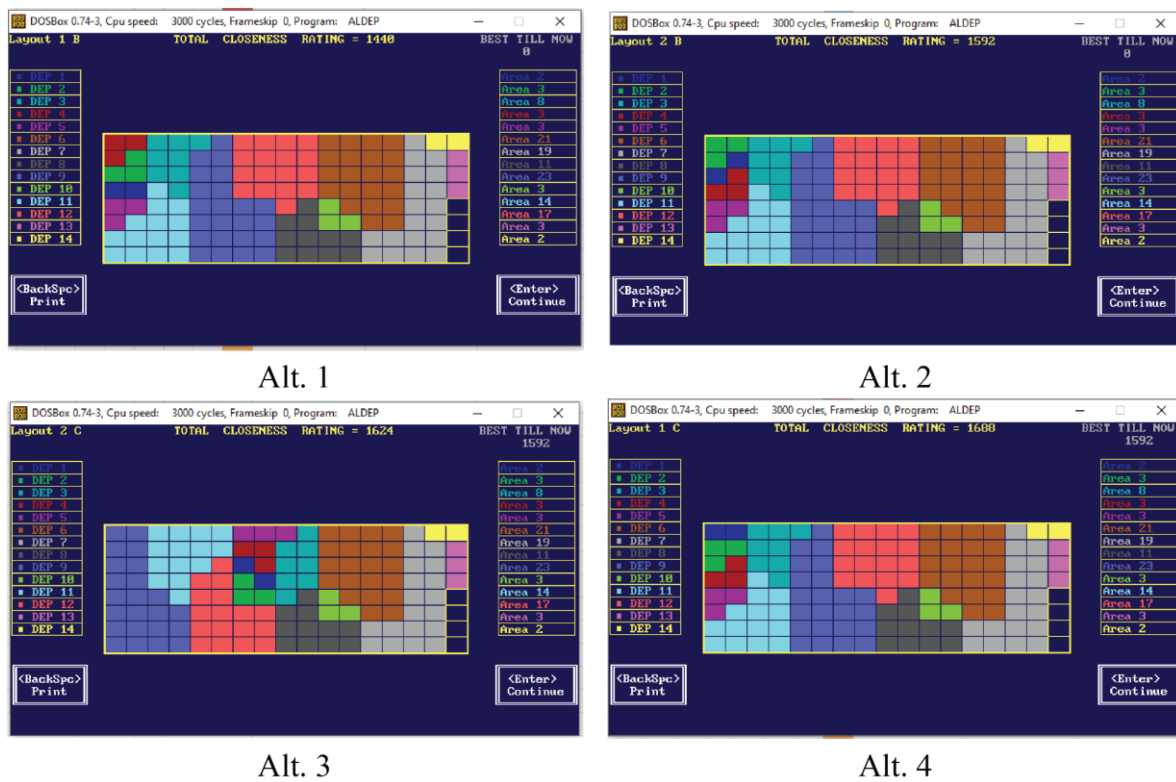 DOSBox 0.74-3, Cpu speed: 3000 cycles, Frameskip 0, Program: ALDEP
Layout 1 B TOTAL CLOSENESS RATING = 1440 BEST TILL NOW
0
DEP 1 Area 2
DEP 2 Area 3
DEP 3 Area 8
DEP 4 Area 3
DEP 5 Area 3
DEP 6 Area 21
DEP 7 Area 19
DEP 8 Area 11
DEP 9 Area 23
DEP 10 Area 3
DEP 11 Area 14
DEP 12 Area 17
DEP 13 Area 3
DEP 14 Area 2
<BackSpc> <Enter>
Print Continue
Alt. 1
DOSBox 0.74-3, Cpu speed: 3000 cycles, Frameskip 0, Program: ALDEP
Layout 2 B TOTAL CLOSENESS RATING = 1592 BEST TILL NOW
0
DEP 1 Area 2
DEP 2 Area 3
DEP 3 Area 8
DEP 4 Area 3
DEP 5 Area 3
DEP 6 Area 21
DEP 7 Area 19
DEP 8 Area 11
DEP 9 Area 23
DEP 10 Area 3
DEP 11 Area 14
DEP 12 Area 17
DEP 13 Area 3
DEP 14 Area 2
<BackSpc> <Enter>
Print Continue
Alt. 2
DOSBox 0.74-3, Cpu speed: 3000 cycles, Frameskip 0, Program: ALDEP
Layout 2 C TOTAL CLOSENESS RATING = 1624 BEST TILL NOW
1592
DEP 1 Area 2
DEP 2 Area 3
DEP 3 Area 8
DEP 4 Area 3
DEP 5 Area 3
DEP 6 Area 21
DEP 7 Area 19
DEP 8 Area 11
DEP 9 Area 23
DEP 10 Area 3
DEP 11 Area 14
DEP 12 Area 17
DEP 13 Area 3
DEP 14 Area 2
<BackSpc> <Enter>
Print Continue
Alt. 3
DOSBox 0.74-3, Cpu speed: 3000 cycles, Frameskip 0, Program: ALDEP
Layout 1 C TOTAL CLOSENESS RATING = 1688 BEST TILL NOW
1592
DEP 1 Area 2
DEP 2 Area 3
DEP 3 Area 8
DEP 4 Area 3
DEP 5 Area 3
DEP 6 Area 21
DEP 7 Area 19
DEP 8 Area 11
DEP 9 Area 23
DEP 10 Area 3
DEP 11 Area 14
DEP 12 Area 17
DEP 13 Area 3
DEP 14 Area 2
<BackSpc> <Enter>
Print Continue
Alt. 4